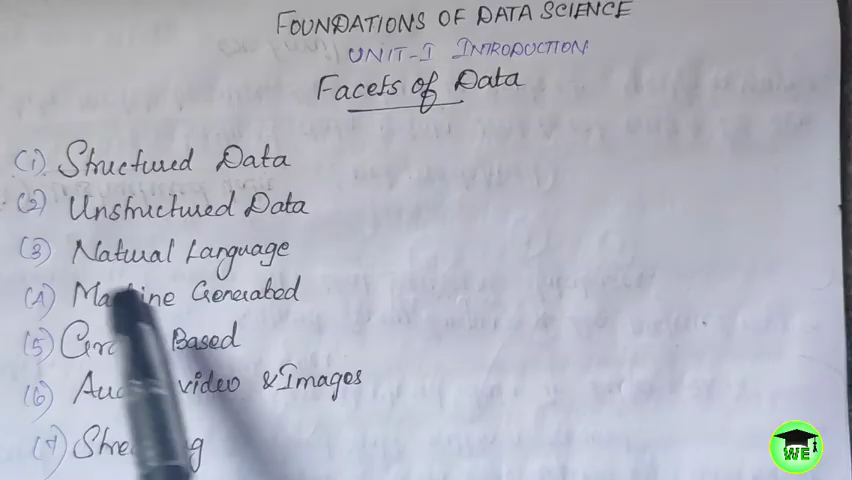 FOUNDATIONS OF DATA SCIENCE
UNIT-I INTRODUCTION
Facets of Data
(1) Structured Data
(2) Unstructured Data
(3) Natural Language
(4) Generated
(5) Based
(6) video & Images
(7)
WE